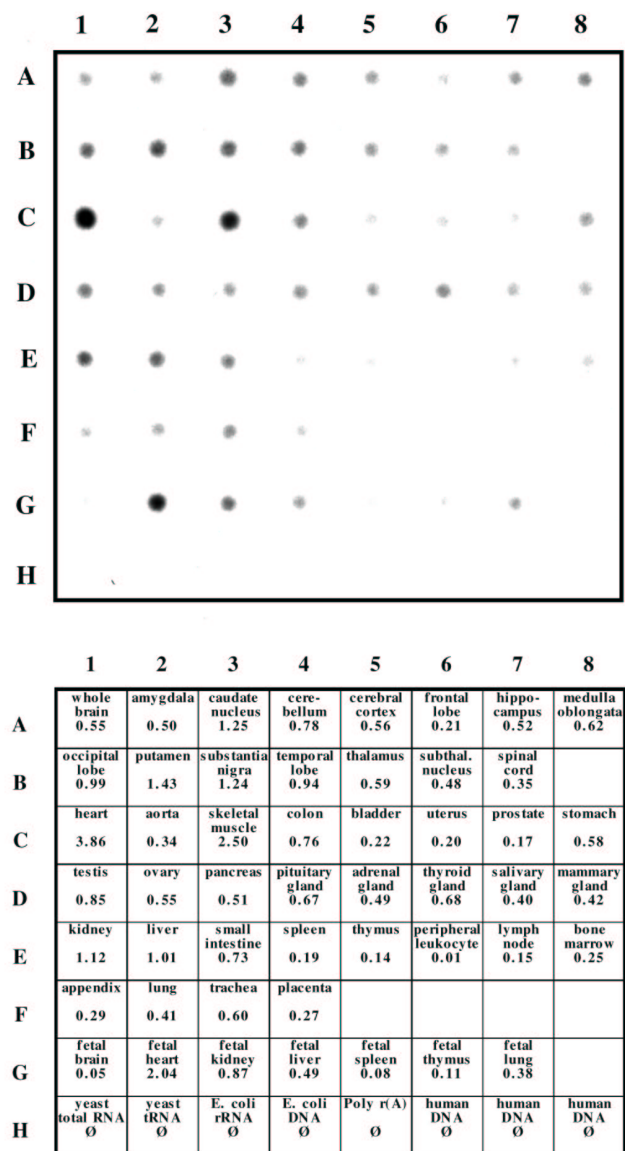 1 2 3 4 5 6 7 8
A
B
C
D
E
F
G
H
1 2 3 4 5 6 7 8
whole amygdala caudate cere- cerebral frontal hippo- medulla
brain nucleus bellum cortex lobe campus oblongata
A 0.55 0.50 1.25 0.78 0.56 0.21 0.52 0.62
occipital putamen substantia temporal thalamus subthal. spinal
lobe nigra lobe nucleus cord
B 0.99 1.43 1.24 0.94 0.59 0.48 0.35
heart aorta skeletal colon bladder uterus prostate stomach
muscle
C 3.86 0.34 2.50 0.76 0.22 0.20 0.17 0.58
testis ovary pancreas pituitary adrenal thyroid salivary mammary
gland gland gland gland gland
D 0.85 0.55 0.51 0.67 0.49 0.68 0.40 0.42
kidney liver small spleen thymus peripheral lymph bone
intestine leukocyte node marrow
E 1.12 1.01 0.73 0.19 0.14 0.01 0.15 0.25
appendix lung trachea placenta
F 0.29 0.41 0.60 0.27
fetal fetal fetal fetal fetal fetal fetal
brain heart kidney liver spleen thymus lung
G 0.05 2.04 0.87 0.49 0.08 0.11 0.38
yeast yeast E. coli E. coli Poly r(A) human human human
total RNA tRNA rRNA DNA DNA DNA DNA
H Ø Ø Ø Ø Ø Ø Ø Ø